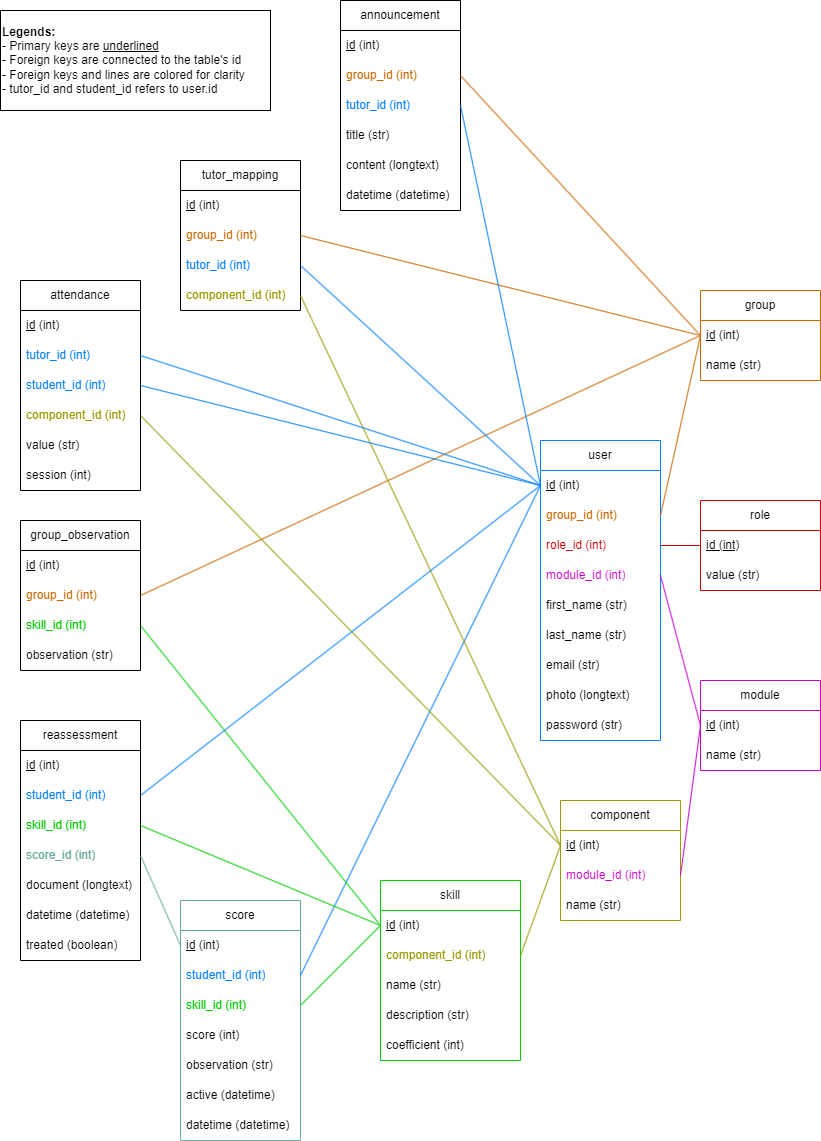 Legends:
- Primary keys are underlined
- Foreign keys are connected to the table's id
- Foreign keys and lines are colored for clarity
- tutor_id and student_id refers to user.id
announcement
id (int)
group_id (int)
tutor_id (int)
title (str)
content (longtext)
datetime (datetime)
tutor_mapping
id (int)
group_id (int)
tutor_id (int)
component_id (int)
attendance
id (int)
tutor_id (int)
student_id (int)
component_id (int)
value (str)
session (int)
group
id (int)
name (str)
user
id (int)
group_id (int)
role_id (int)
module_id (int)
first_name (str)
last_name (str)
email (str)
photo (longtext)
password (str)
role
id (int)
value (str)
group_observation
id (int)
group_id (int)
skill_id (int)
observation (str)
module
id (int)
name (str)
reassessment
id (int)
student_id (int)
skill_id (int)
score_id (int)
document (longtext)
datetime (datetime)
treated (boolean)
component
id (int)
module_id (int)
name (str)
skill
id (int)
component_id (int)
name (str)
description (str)
coefficient (int)
score
id (int)
student_id (int)
skill_id (int)
score (int)
observation (str)
active (datetime)
datetime (datetime)